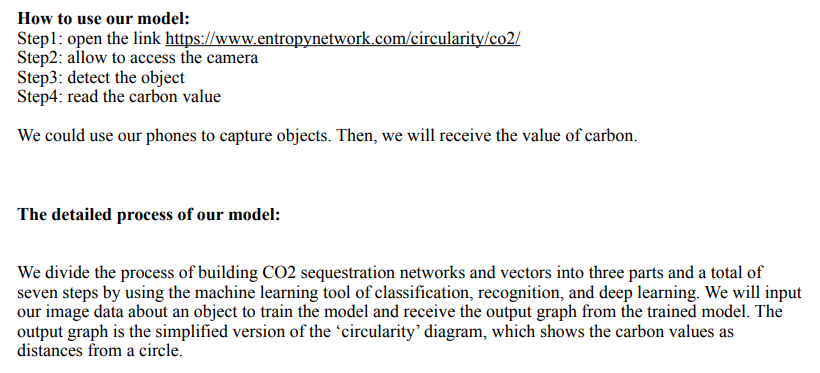 How to use our model:
Step1: open the link https://www.entropynetwork.com/circularity/co2/
Step2: allow to access the camera
Step3: detect the object
Step4: read the carbon value
We could use our phones to capture objects. Then, we will receive the value of carbon.
The detailed process of our model:
We divide the process of building CO2 sequestration networks and vectors into three parts and a total of
seven steps by using the machine learning tool of classification, recognition, and deep learning. We will input
our image data about an object to train the model and receive the output graph from the trained model. The
output graph is the simplified version of the ‘circularity’ diagram, which shows the carbon values as
distances from a circle.